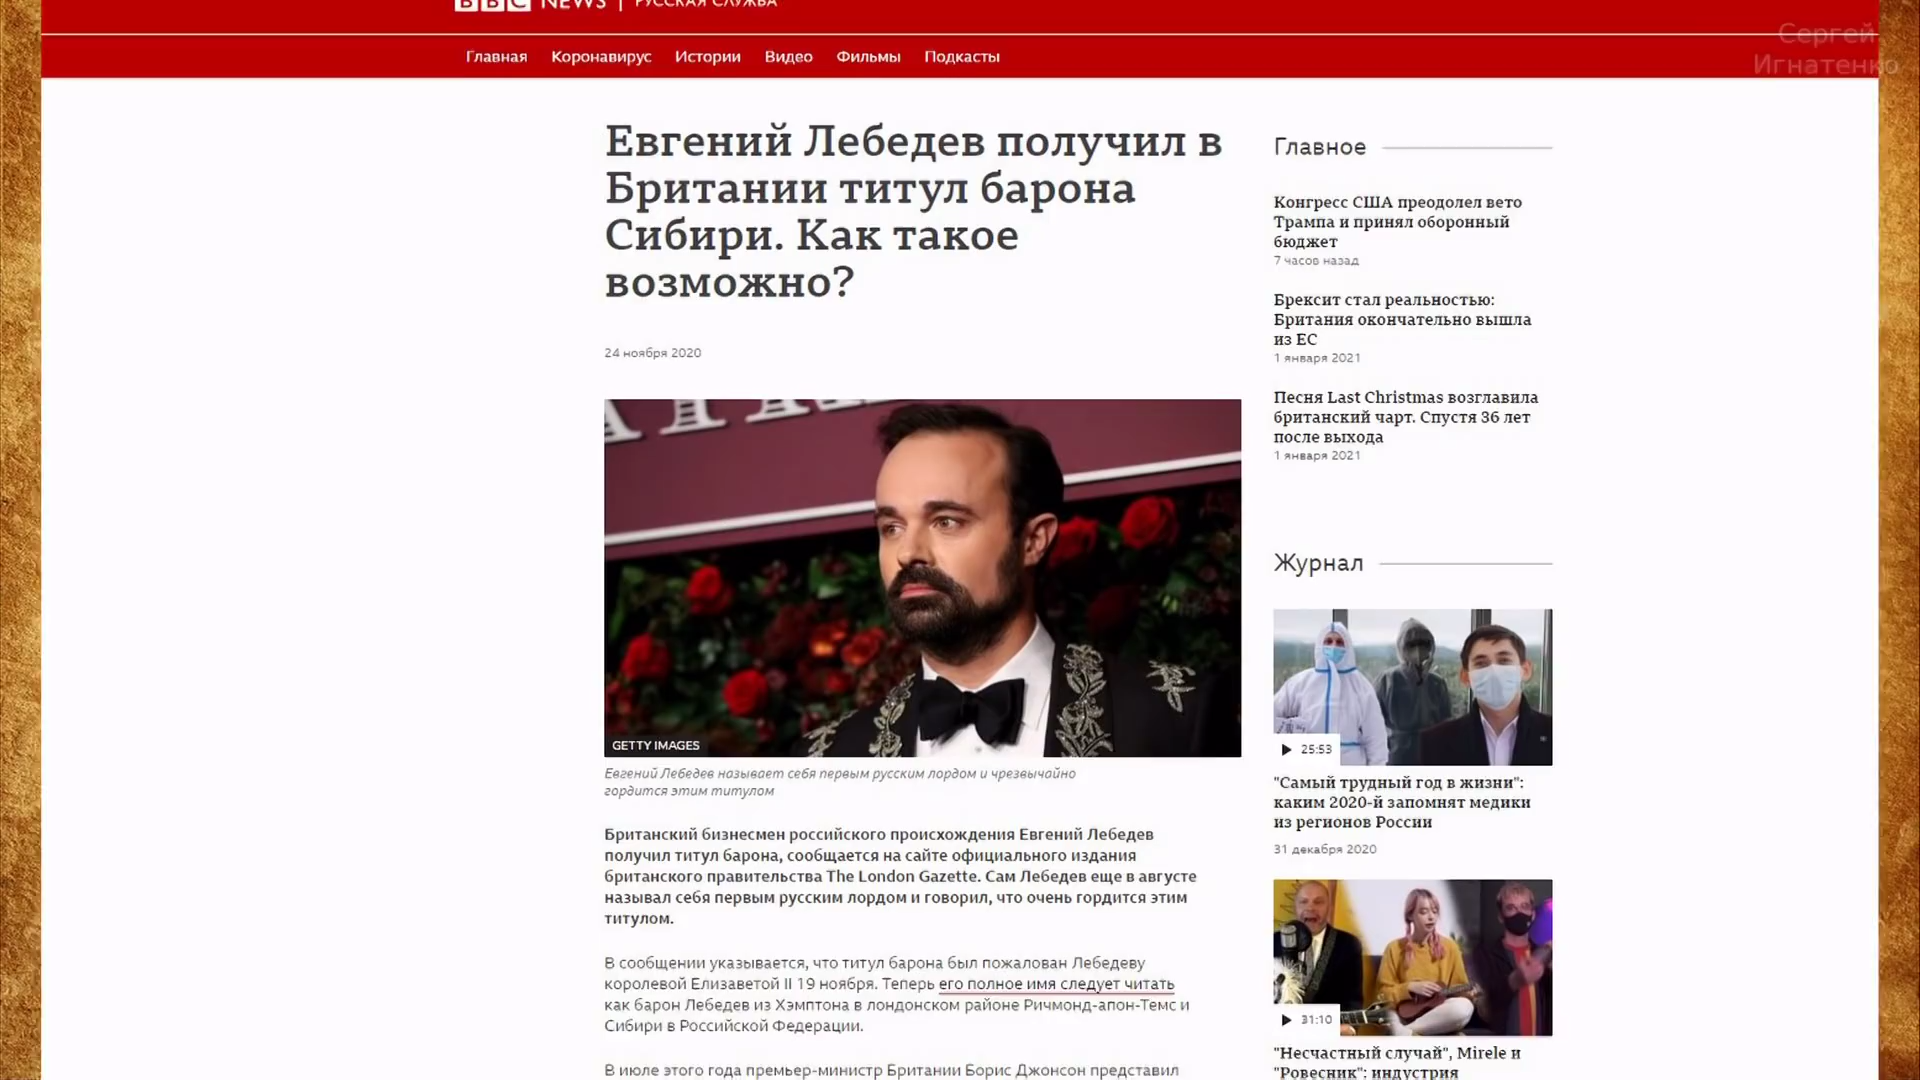 BBC NEWS | РУССКАЯ СЛУЖБА
Сергей
Игнатенко
Главная Коронавирус Истории Видео Фильмы Подкасты
Евгений Лебедев получил в
Британии титул барона
Сибири. Как такое
возможно?
24 ноября 2020
GETTY IMAGES
Евгений Лебедев называет себя первым русским лордом и чрезвычайно
гордится этим титулом
Британский бизнесмен российского происхождения Евгений Лебедев
получил титул барона, сообщается на сайте официального издания
британского правительства The London Gazette. Сам Лебедев еще в августе
называл себя первым русским лордом и говорил, что очень гордится этим
титулом.
В сообщении указывается, что титул барона был пожалован Лебедеву
королевой Елизаветой II 19 ноября. Теперь его полное имя следует читать
как барон Лебедев из Хэмптона в лондонском районе Ричмонд-апон-Темс и
Сибири в Российской Федерации.
В июле этого года премьер-министр Британии Борис Джонсон представил
Главное
Конгресс США преодолел вето
Трампа и принял оборонный
бюджет
7 часов назад
Брексит стал реальностью:
Британия окончательно вышла
из ЕС
1 января 2021
Песня Last Christmas возглавила
британский чарт. Спустя 36 лет
после выхода
1 января 2021
Журнал
25:53
"Самый трудный год в жизни":
каким 2020-й запомнят медики
из регионов России
31 декабря 2020
31:10
"Несчастный случай", Mirele и
"Ровесник": индустрия